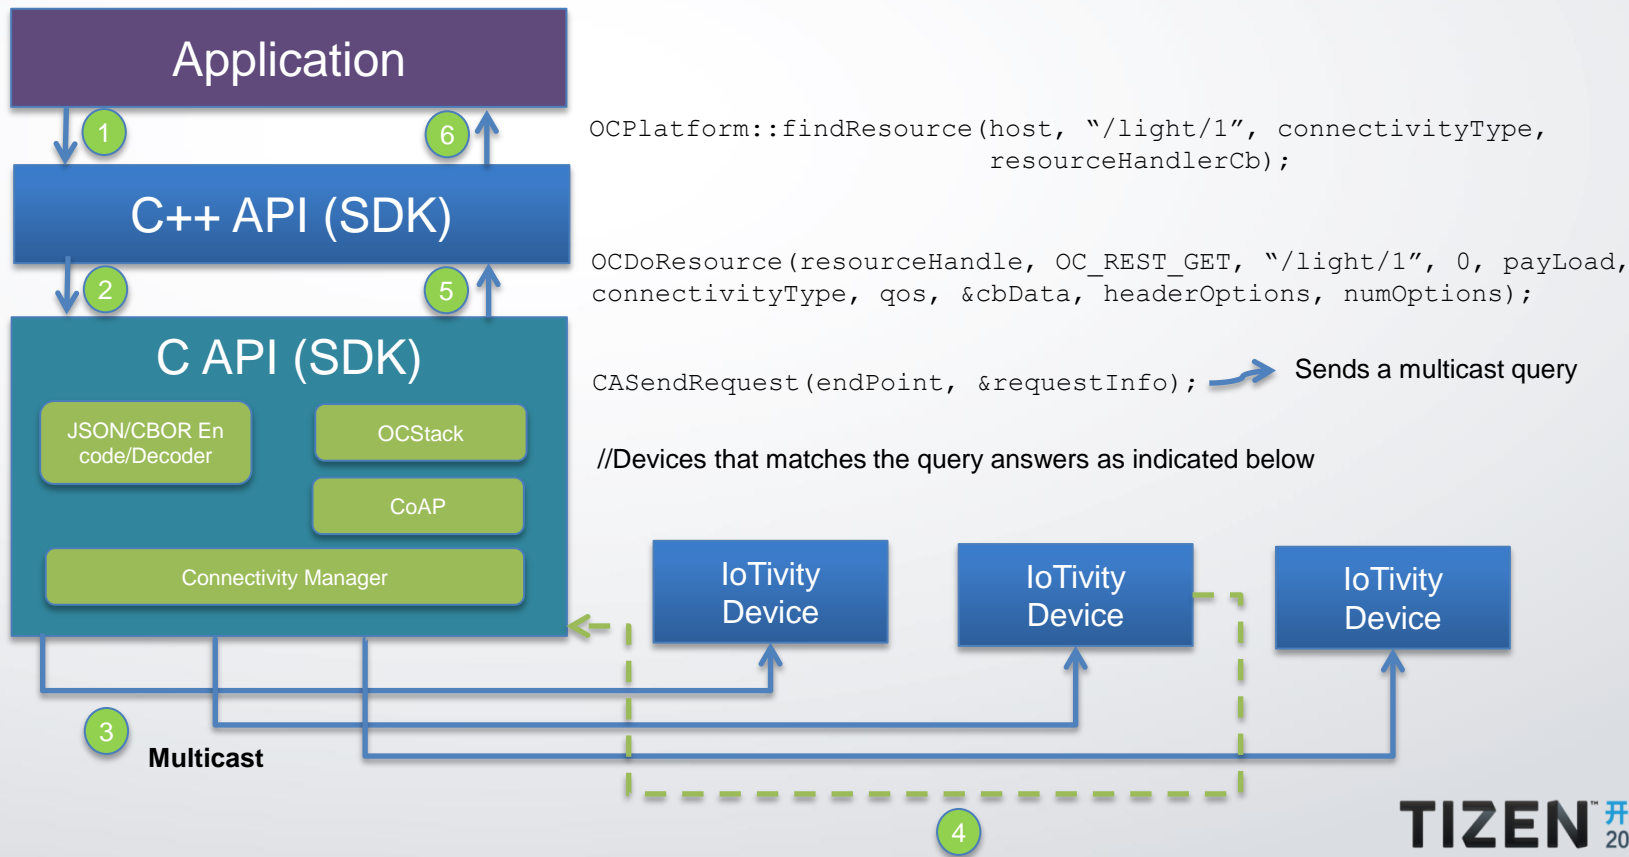 Application
1
6
OCPlatform::findResource(host, “/light/1”, connectivityType,
resourceHandlerCb);
C++ API (SDK)
2
5
OCDoResource(resourceHandle, OC_REST_GET, “/light/1”, 0, payLoad,
connectivityType, qos, &cbData, headerOptions, numOptions);
C API (SDK)
CASendRequest(endPoint, &requestInfo);
Sends a multicast query
JSON/CBOR En
code/Decoder
OCStack
//Devices that matches the query answers as indicated below
CoAP
Connectivity Manager
IoTivity
Device
IoTivity
Device
IoTivity
Device
3
Multicast
4
TIZEN™
开
20